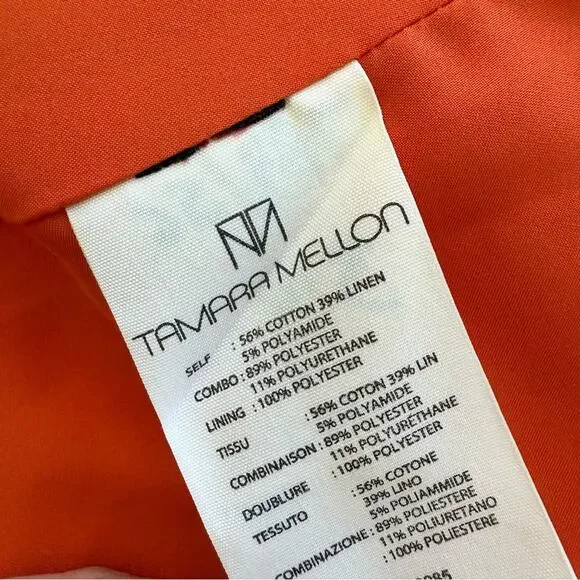 TAMARA MELLON
SELF : 56% COTTON 39% LINEN
5% POLYAMIDE
COMBO : 89% POLYESTER
11% POLYURETHANE
LINING : 100% POLYESTER
TISSU : 56% COTON 39% LIN
5% POLYAMIDE
COMBINAISON : 89% POLYESTER
11% POLYURÉTHANE
DOUBLURE : 100% POLYESTER
TESSUTO : 56% COTONE
39% LINO
5% POLIAMMIDE
COMBINAZIONE : 89% POLIESTERE
11% POLIURETANO
: 100% POLIESTERE